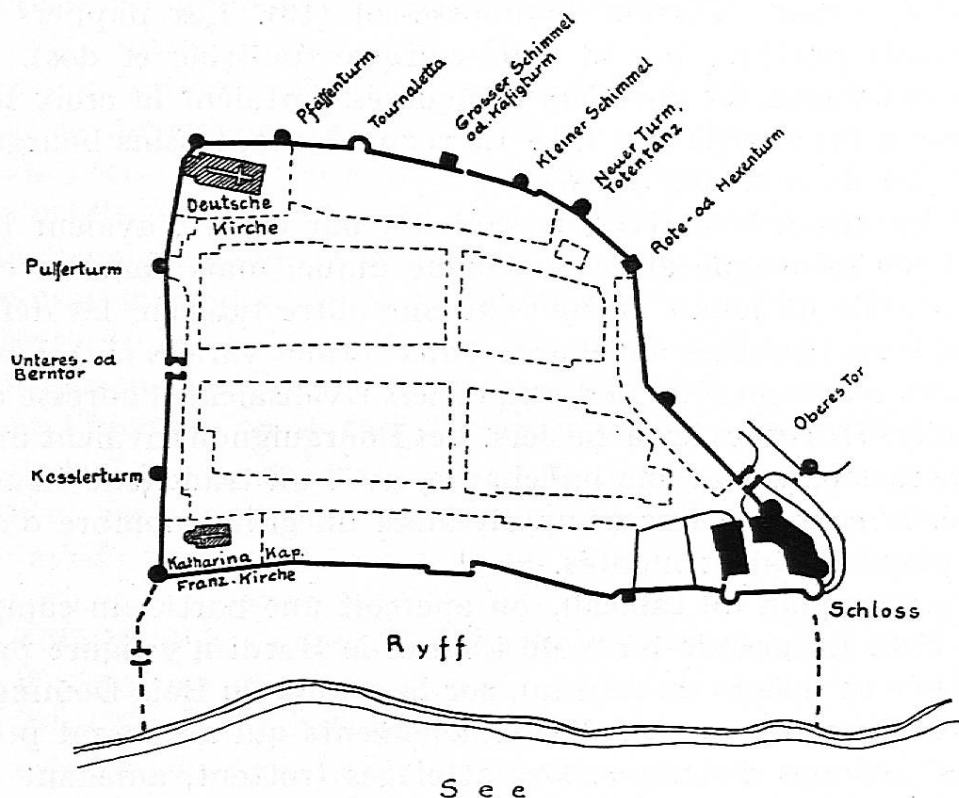 Pfaffenturm
Tournaletta
Grosser Schimmel
od. Käfigturm
Kleiner Schimmel
Neuer Turm,
Totentanz
Rote- od Hexenturm
Deutsche
Kirche
Pulferturm
Unteres- od
Berntor
Oberes Tor
Kesslerturm
Katharina Kap.
Franz-Kirche
Schloss
Ryff
See